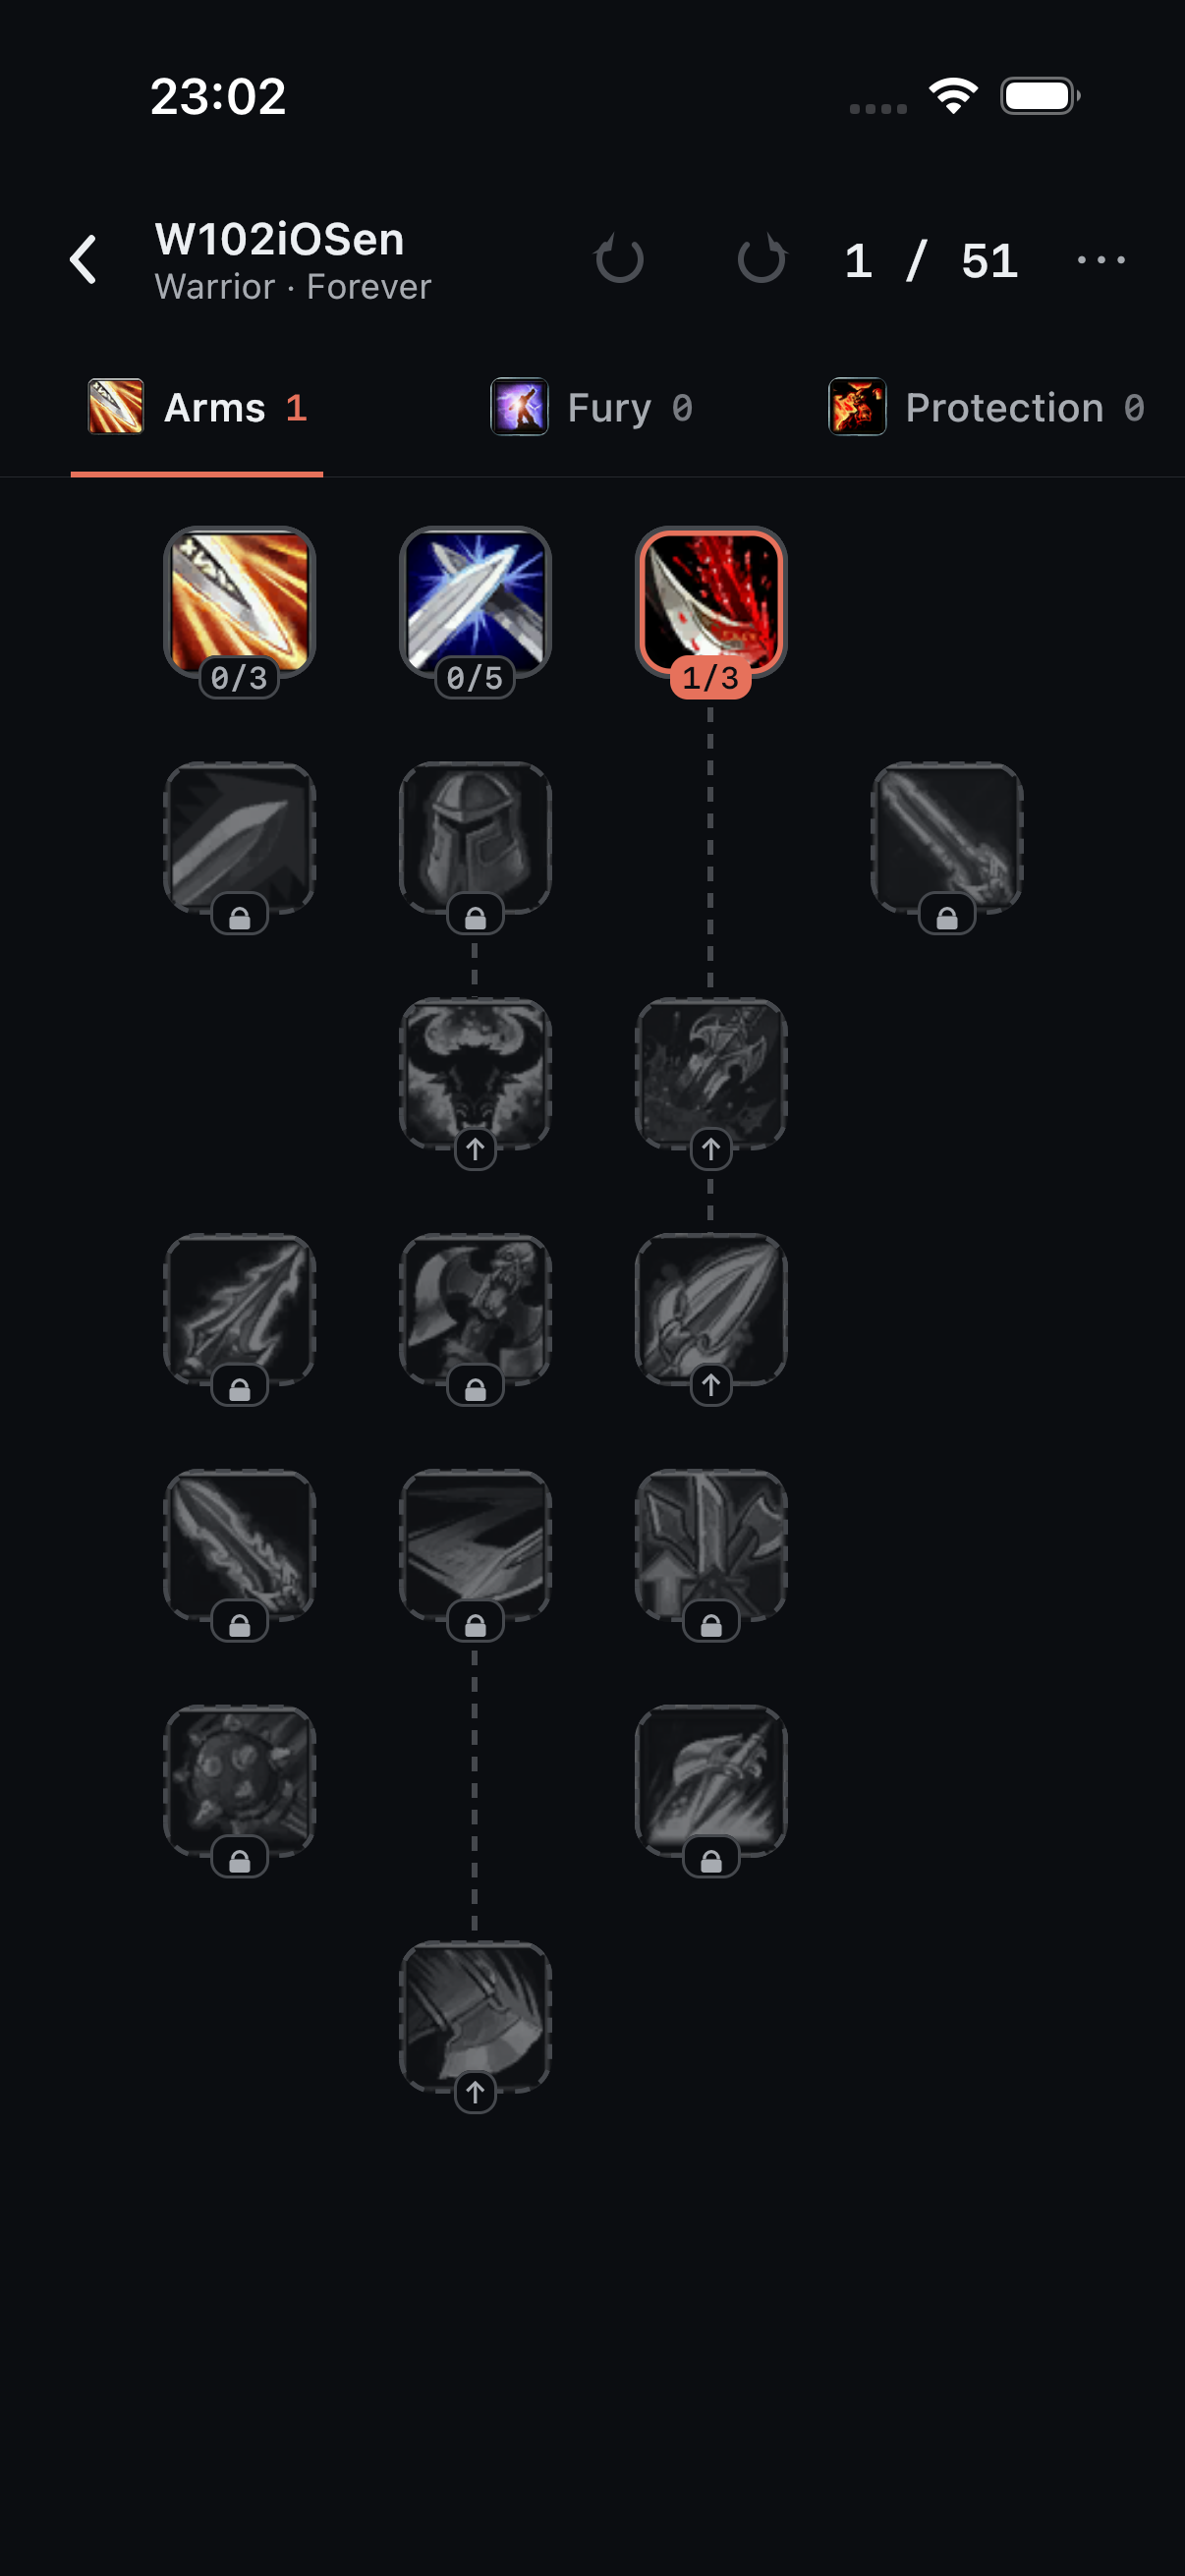 23:02
W102iOSen
Warrior · Forever
1 / 51
Arms 1
Fury 0
Protection 0
0/3
0/5
1/3